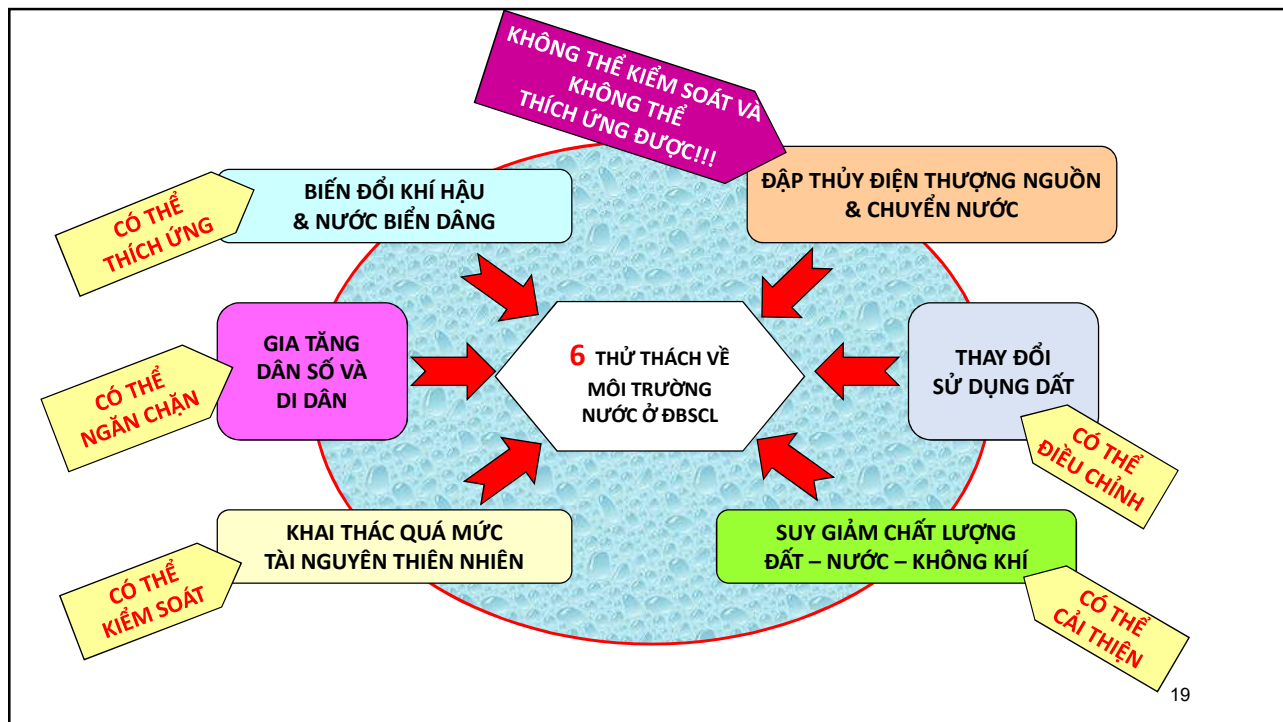 KHÔNG THỂ KIỂM SOÁT VÀ
KHÔNG THỂ
THÍCH ỨNG ĐƯỢC!!!
CÓ THỂ
THÍCH ỨNG
BIẾN ĐỔI KHÍ HẬU
& NƯỚC BIỂN DÂNG
ĐẬP THỦY ĐIỆN THƯỢNG NGUỒN
& CHUYỂN NƯỚC
CÓ THỂ
NGĂN CHẶN
GIA TĂNG
DÂN SỐ VÀ
DI DÂN
6 THỬ THÁCH VỀ
MÔI TRƯỜNG
NƯỚC Ở ĐBSCL
THAY ĐỔI
SỬ DỤNG DẤT
CÓ THỂ
ĐIỀU CHỈNH
CÓ THỂ
KIỂM SOÁT
KHAI THÁC QUÁ MỨC
TÀI NGUYÊN THIÊN NHIÊN
SUY GIẢM CHẤT LƯỢNG
ĐẤT – NƯỚC – KHÔNG KHÍ
CÓ THỂ
CẢI THIỆN
19